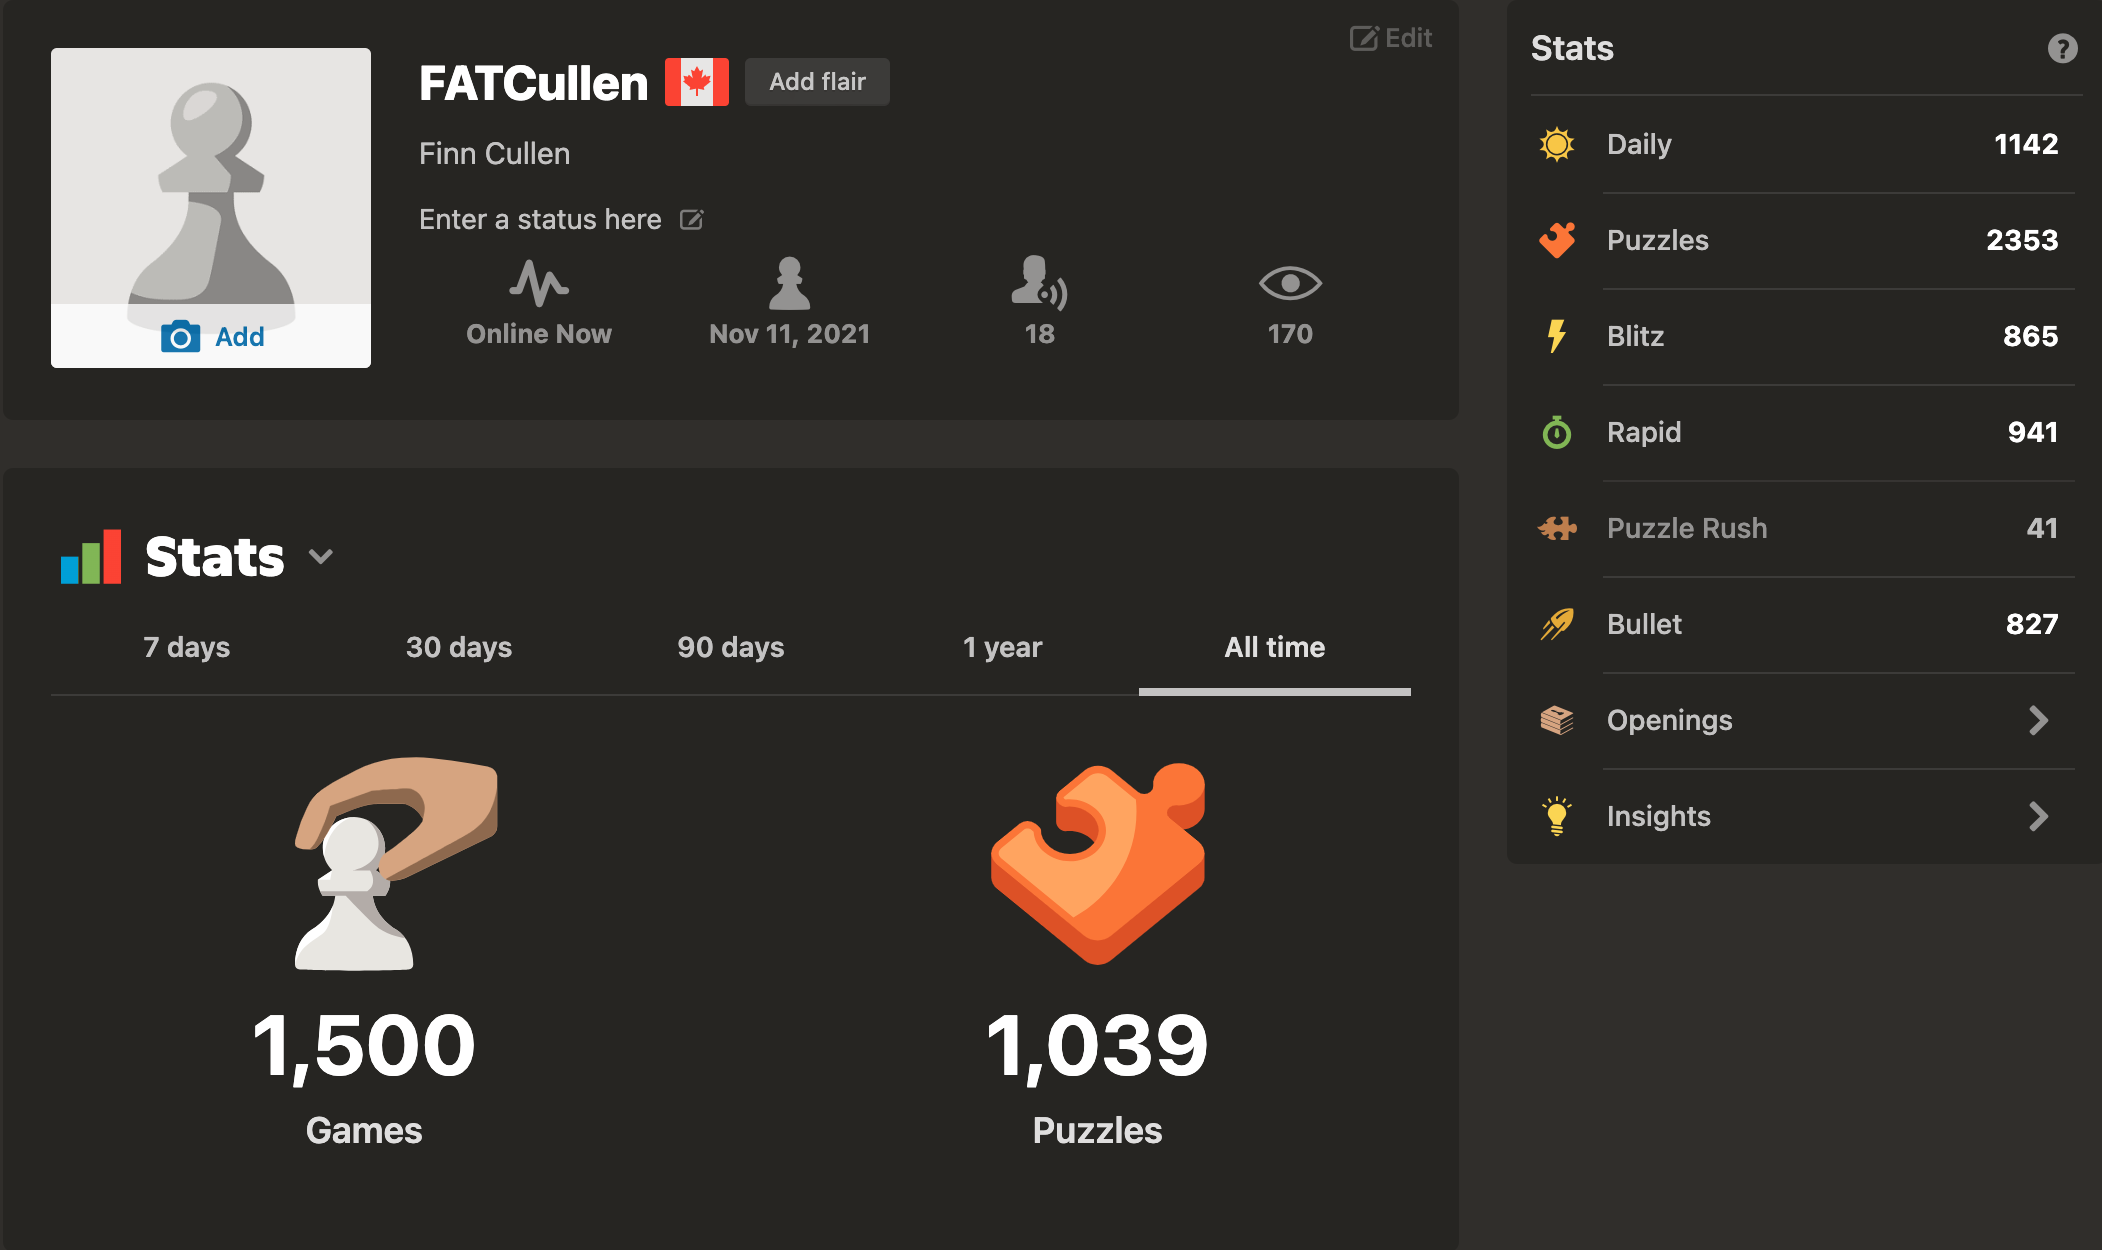 Edit
FATCullen Add flair
Finn Cullen
Enter a status here
Online Now Nov 11, 2021 18 170
Add
Stats
7 days 30 days 90 days 1 year All time
1,500 1,039
Games Puzzles
Stats ?
Daily 1142
Puzzles 2353
Blitz 865
Rapid 941
Puzzle Rush 41
Bullet 827
Openings
Insights